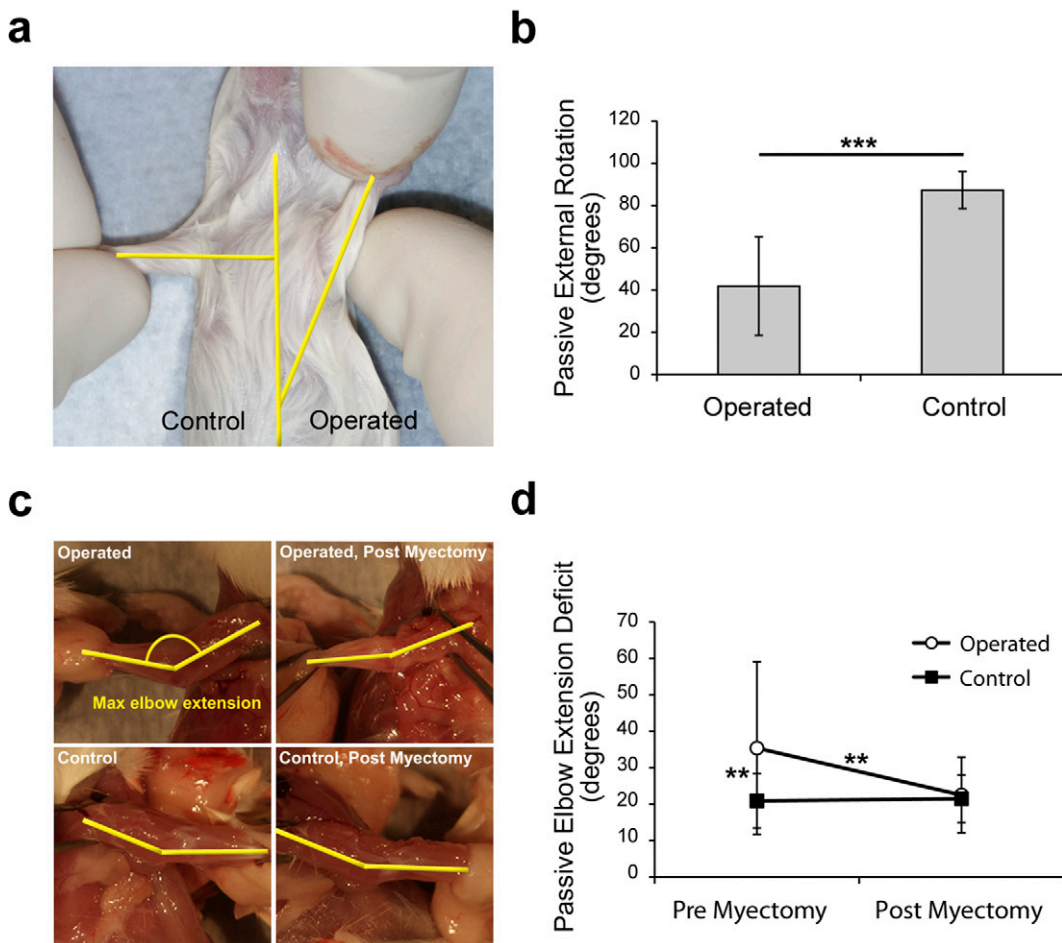 a
Control
Operated
b
Passive External Rotation
(degrees)
120
100
80
60
40
20
0
***
Operated
Control
c
Operated
Operated, Post Myectomy
Max elbow extension
Control
Control, Post Myectomy
d
Passive Elbow Extension Deficit
(degrees)
70
60
50
40
30
20
10
0
Operated
Control
**
**
Pre Myectomy
Post Myectomy